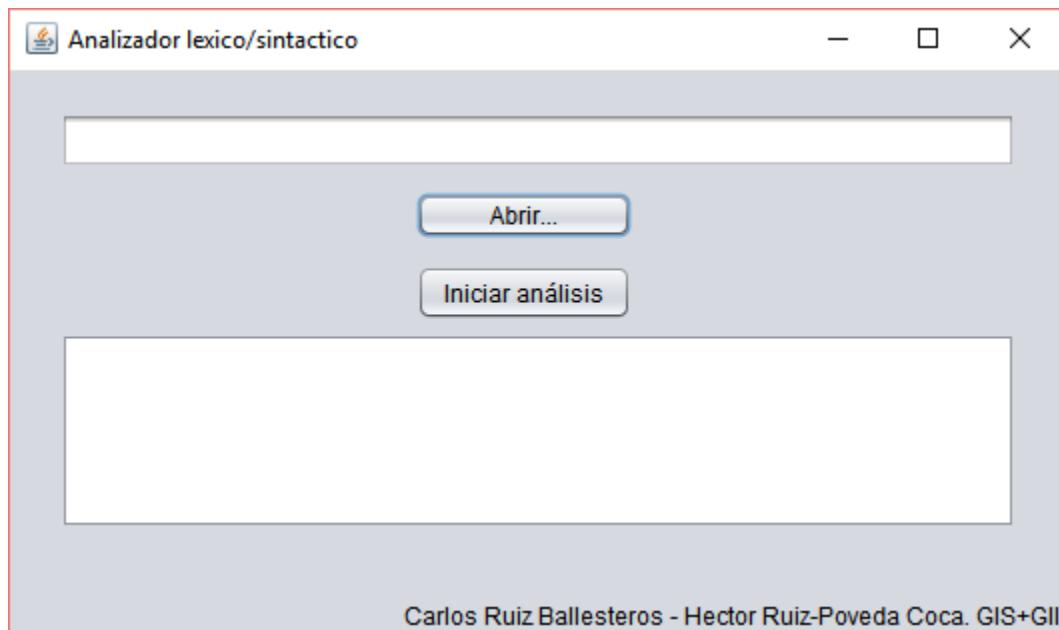 Analizador lexico/sintactico
Abrir...
Iniciar análisis
Carlos Ruiz Ballesteros - Hector Ruiz-Poveda Coca. GIS+GII